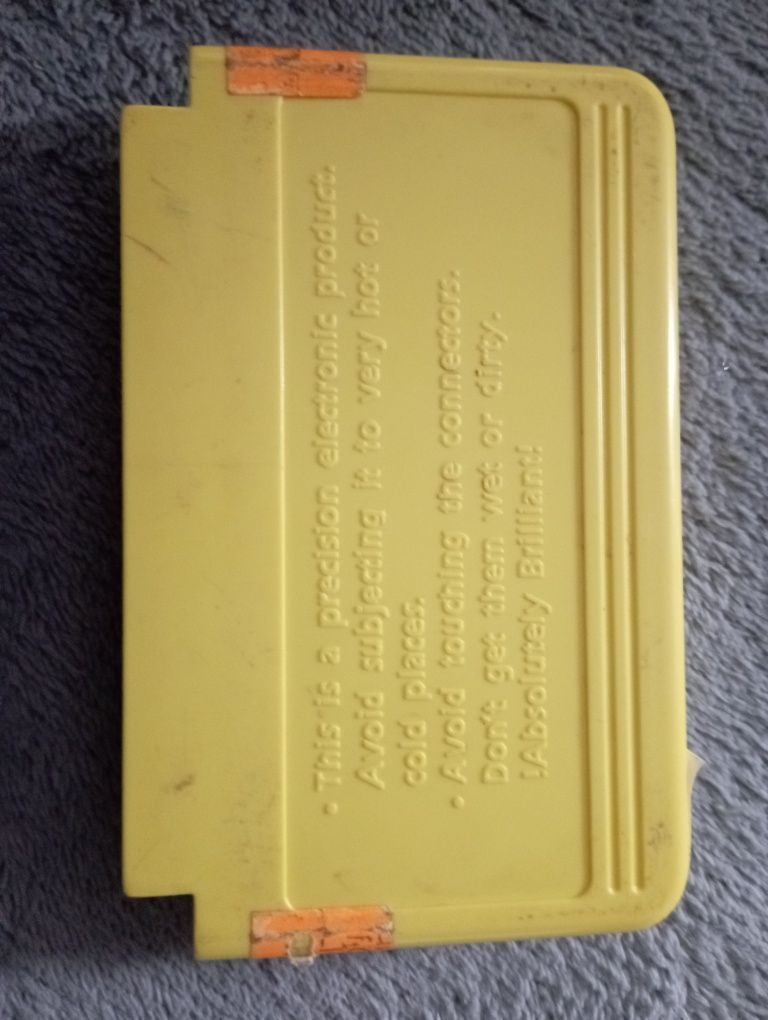 • This is a precision electronic product.
Avoid subjecting it to very hot or
cold places.
• Avoid touching the connectors.
Don't get them wet or dirty.
¡Absolutely Brilliant!